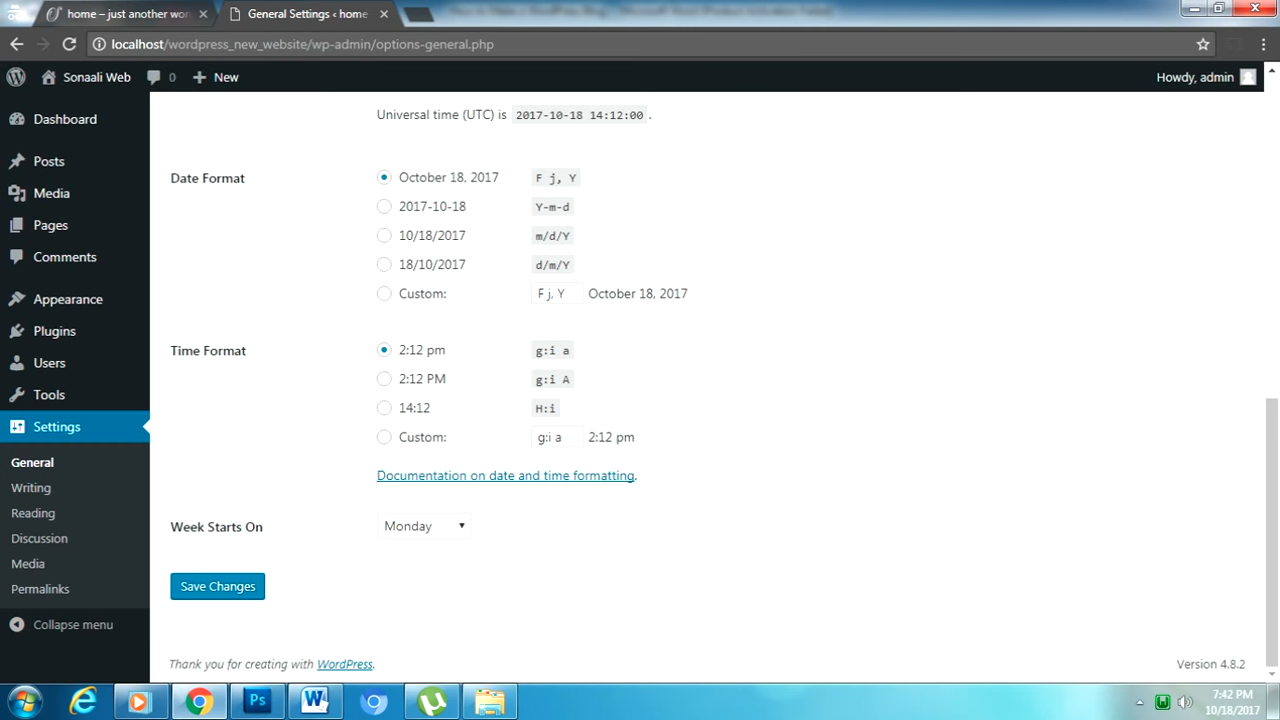 home – just another wor
General Settings ‹ home
localhost/wordpress_new_website/wp-admin/options-general.php
Sonaali Web 0 New Howdy, admin
Dashboard
Posts
Media
Pages
Comments
Appearance
Plugins
Users
Tools
Settings
General
Writing
Reading
Discussion
Media
Permalinks
Collapse menu
Universal time (UTC) is 2017-10-18 14:12:00 .
Date Format
October 18, 2017 F j, Y
2017-10-18 Y-m-d
10/18/2017 m/d/Y
18/10/2017 d/m/Y
Custom: F j, Y October 18, 2017
Time Format
2:12 pm g:i a
2:12 PM g:i A
14:12 H:i
Custom: g:i a 2:12 pm
Documentation on date and time formatting.
Week Starts On Monday
Save Changes
Thank you for creating with WordPress. Version 4.8.2
Ps
W
7:42 PM
10/18/2017